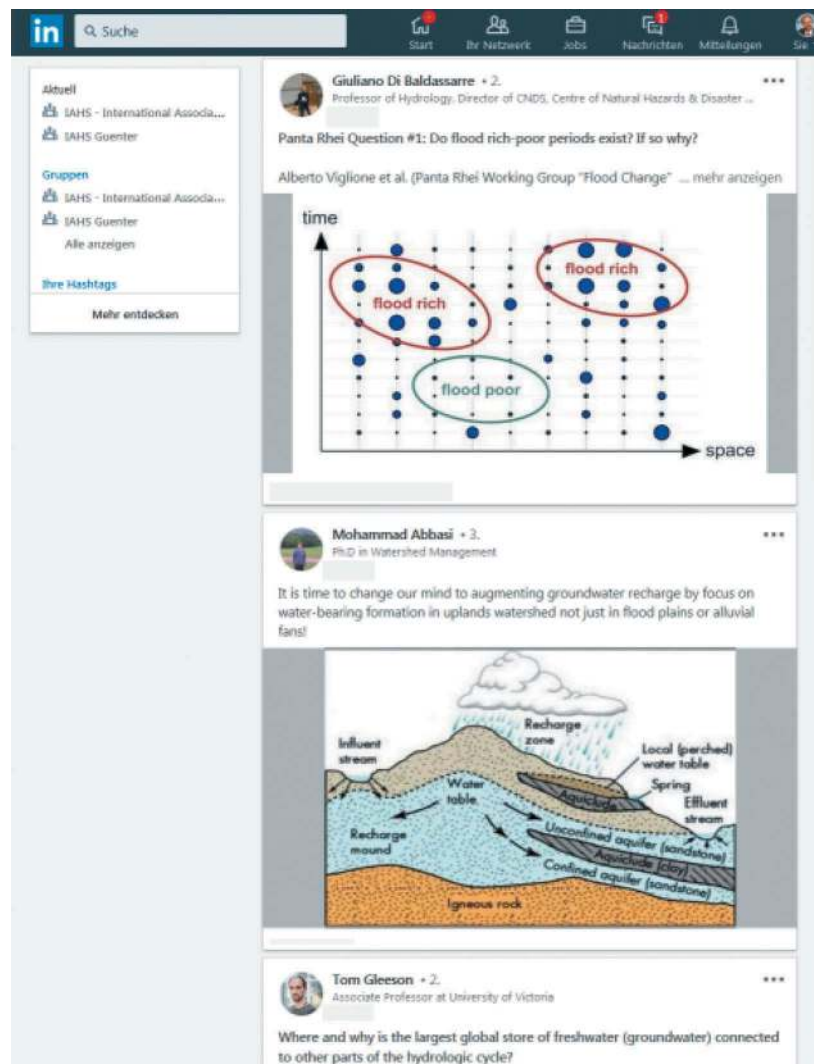 in
Suche
Start
Ihr Netzwerk
Jobs
1
Nachrichten
Mitteilungen
Sie
Aktuell
IAHS - International Associa...
IAHS Guenter
Gruppen
IAHS - International Associa...
IAHS Guenter
Alle anzeigen
Ihre Hashtags
Mehr entdecken
Giuliano Di Baldassarre • 2.
Professor of Hydrology. Director of CNDS, Centre of Natural Hazards & Disaster ...
Panta Rhei Question #1: Do flood rich-poor periods exist? If so why?
Alberto Viglione et al. (Panta Rhei Working Group "Flood Change" ... mehr anzeigen
time
flood rich
flood rich
flood poor
space
Mohammad Abbasi • 3.
Ph.D in Watershed Management
It is time to change our mind to augmenting groundwater recharge by focus on
water-bearing formation in uplands watershed not just in flood plains or alluvial
fans!
Recharge
zone
Influent
stream
Local (perched)
water table
Spring
Water
table
Aquiclude
Effluent
stream
Recharge
mound
Unconfined aquifer (sandstone)
Aquiclude (clay)
Confined aquifer (sandstone)
Igneous rock
Tom Gleeson • 2.
Associate Professor at University of Victoria
Where and why is the largest global store of freshwater (groundwater) connected
to other parts of the hydrologic cycle?